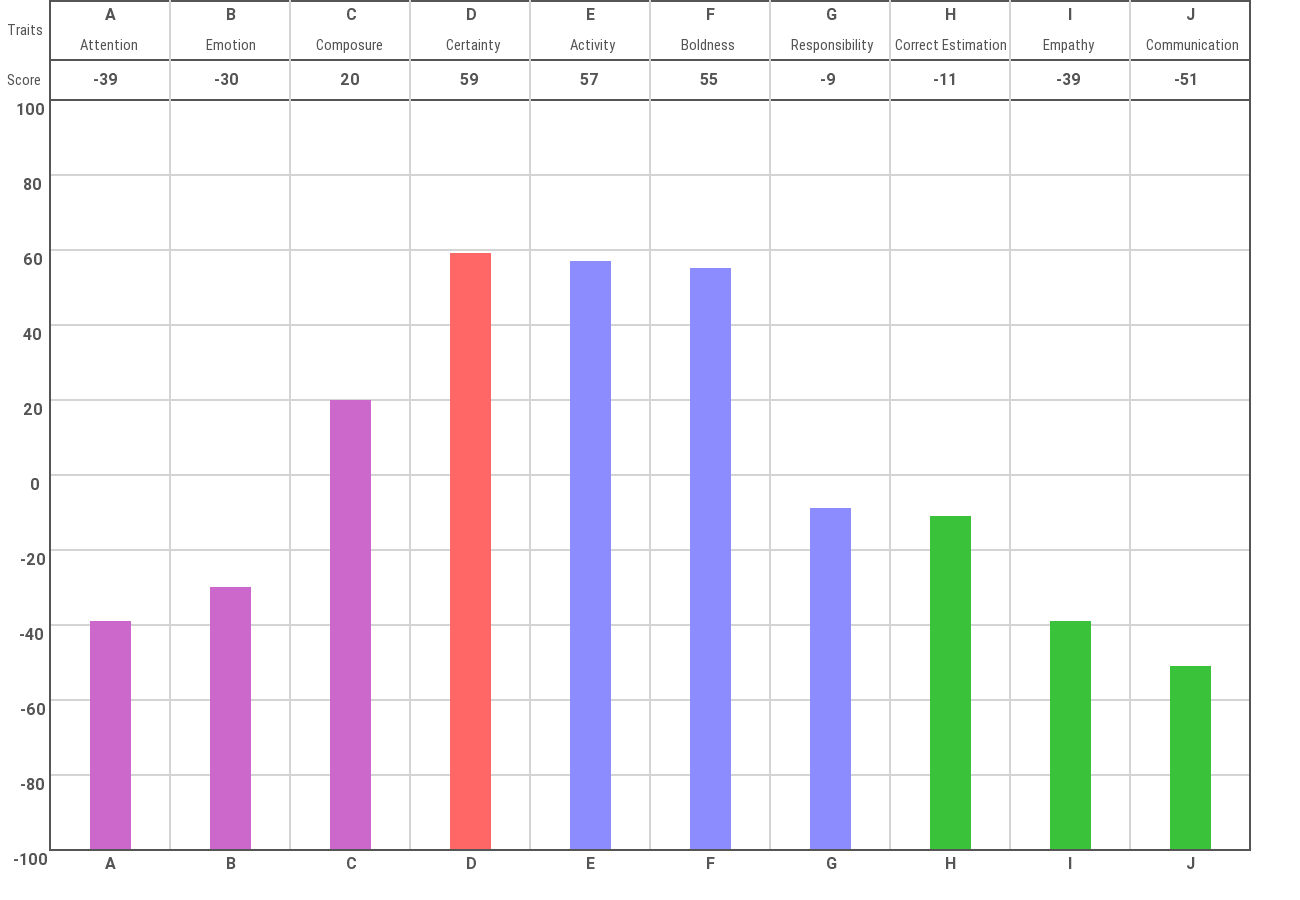 A B C D E F G H I J
Traits
Attention Emotion Composure Certainty Activity Boldness Responsibility Correct Estimation Empathy Communication
Score -39 -30 20 59 57 55 -9 -11 -39 -51
100
80
60
40
20
0
-20
-40
-60
-80
-100
A B C D E F G H I J